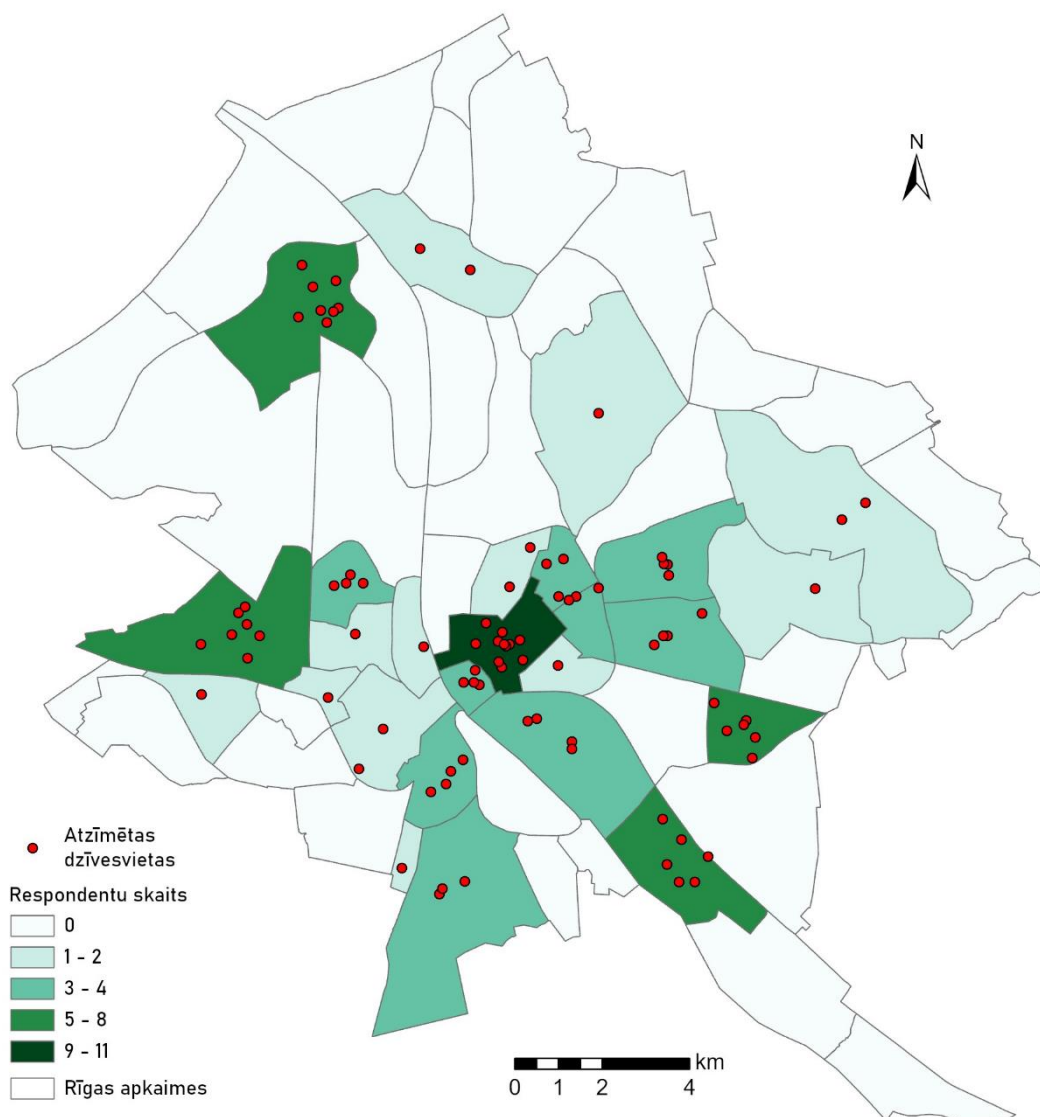 N
Atzīmētas
dzīvesvietas
Respondentu skaits
0
1 - 2
3 - 4
5 - 8
9 - 11
Rīgas apkaimes
km
0 1 2 4